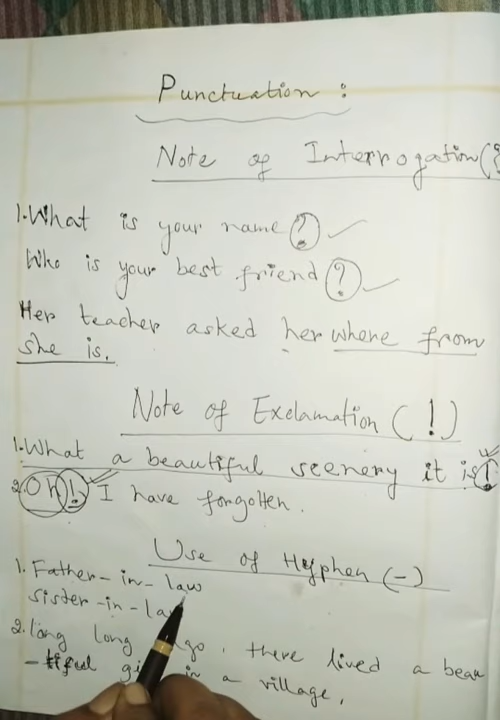 Punctuation :
Note of Interrogation (?
1. What is your name ?
Who is your best friend ?
Her teacher asked her where from
she is.
Note of Exclamation (!)
1. What a beautiful scenery it is!
2. Oh! I have forgotten.
Use of Hyphen (-)
1. Father-in-law
sister-in-law
2. long long ago, there lived a beau
-tiful in a village,